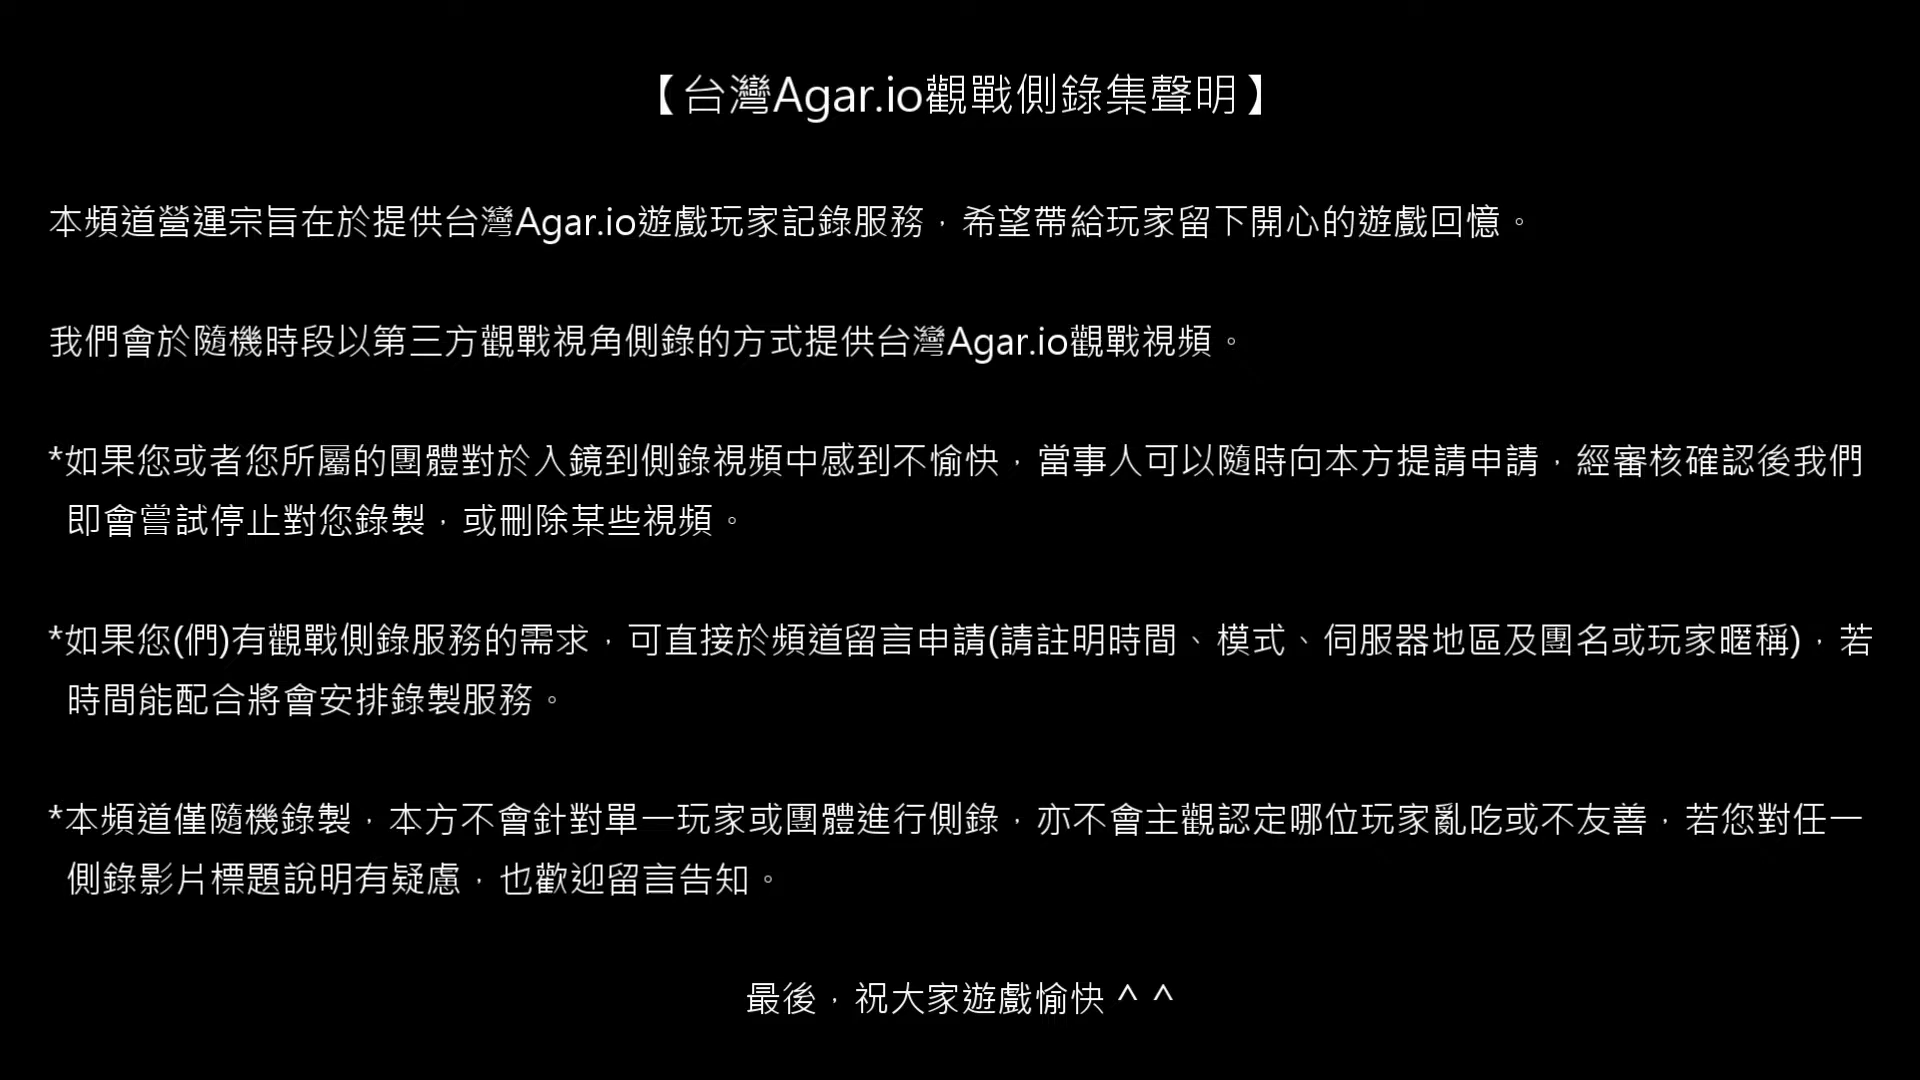 【台灣Agar.io觀戰側錄集聲明】
本頻道營運宗旨在於提供台灣Agar.io遊戲玩家記錄服務，希望帶給玩家留下開心的遊戲回憶。
我們會於隨機時段以第三方觀戰視角側錄的方式提供台灣Agar.io觀戰視頻。
*如果您或者您所屬的團體對於入鏡到側錄視頻中感到不愉快，當事人可以隨時向本方提請申請，經審核確認後我們
即會嘗試停止對您錄製，或刪除某些視頻。
*如果您(們)有觀戰側錄服務的需求，可直接於頻道留言申請(請註明時間、模式、伺服器地區及團名或玩家暱稱)，若
時間能配合將會安排錄製服務。
*本頻道僅隨機錄製，本方不會針對單一玩家或團體進行側錄，亦不會主觀認定哪位玩家亂吃或不友善，若您對任一
側錄影片標題說明有疑慮，也歡迎留言告知。
最後，祝大家遊戲愉快 ^ ^